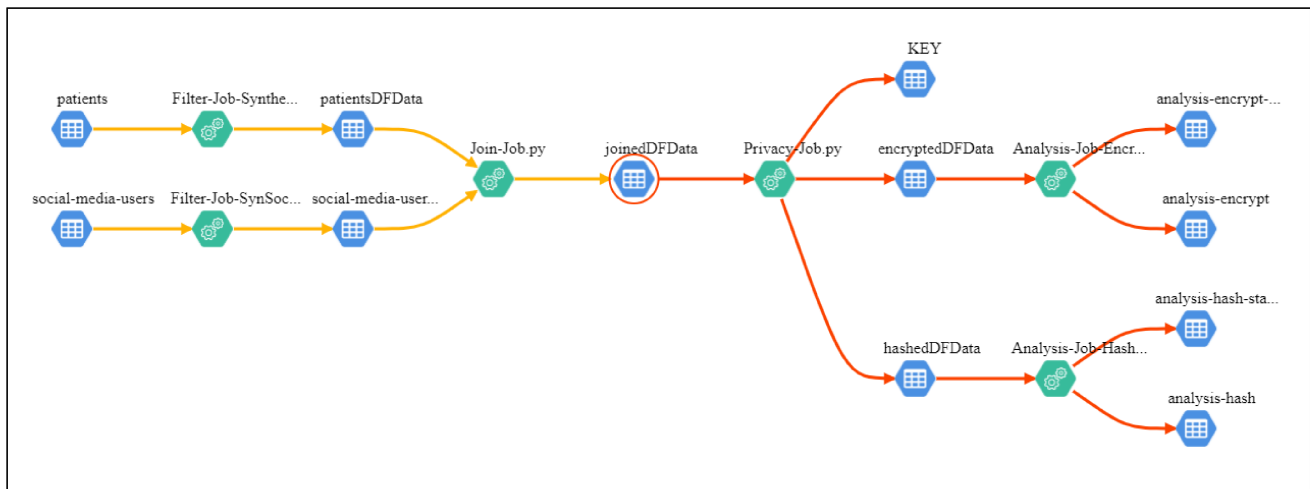 KEY
patients
Filter-Job-Synthe...
patientsDFData
analysis-encrypt-...
Join-Job.py
joinedDFData
Privacy-Job.py
encryptedDFData
Analysis-Job-Encr...
social-media-users
Filter-Job-SynSoc...
social-media-user...
analysis-encrypt
analysis-hash-sta...
hashedDFData
Analysis-Job-Hash...
analysis-hash